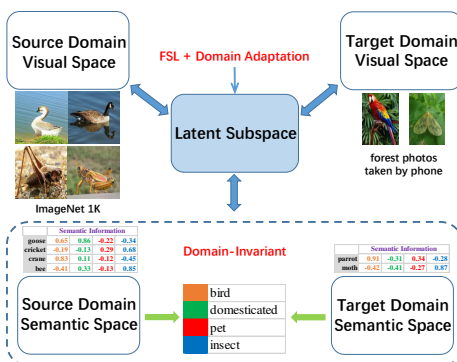 Source Domain
Visual Space
FSL + Domain Adaptation
Target Domain
Visual Space
Latent Subspace
ImageNet 1K
forest photos
taken by phone
Semantic Information
goose 0.65 0.86 -0.22 -0.34
cricket -0.19 -0.13 0.29 0.68
crane 0.83 0.11 -0.12 -0.45
bee -0.41 0.33 -0.13 0.85
Domain-Invariant
Semantic Information
parrot 0.91 -0.31 0.34 -0.28
moth -0.42 -0.41 -0.27 0.87
Source Domain
Semantic Space
bird
domesticated
pet
insect
Target Domain
Semantic Space